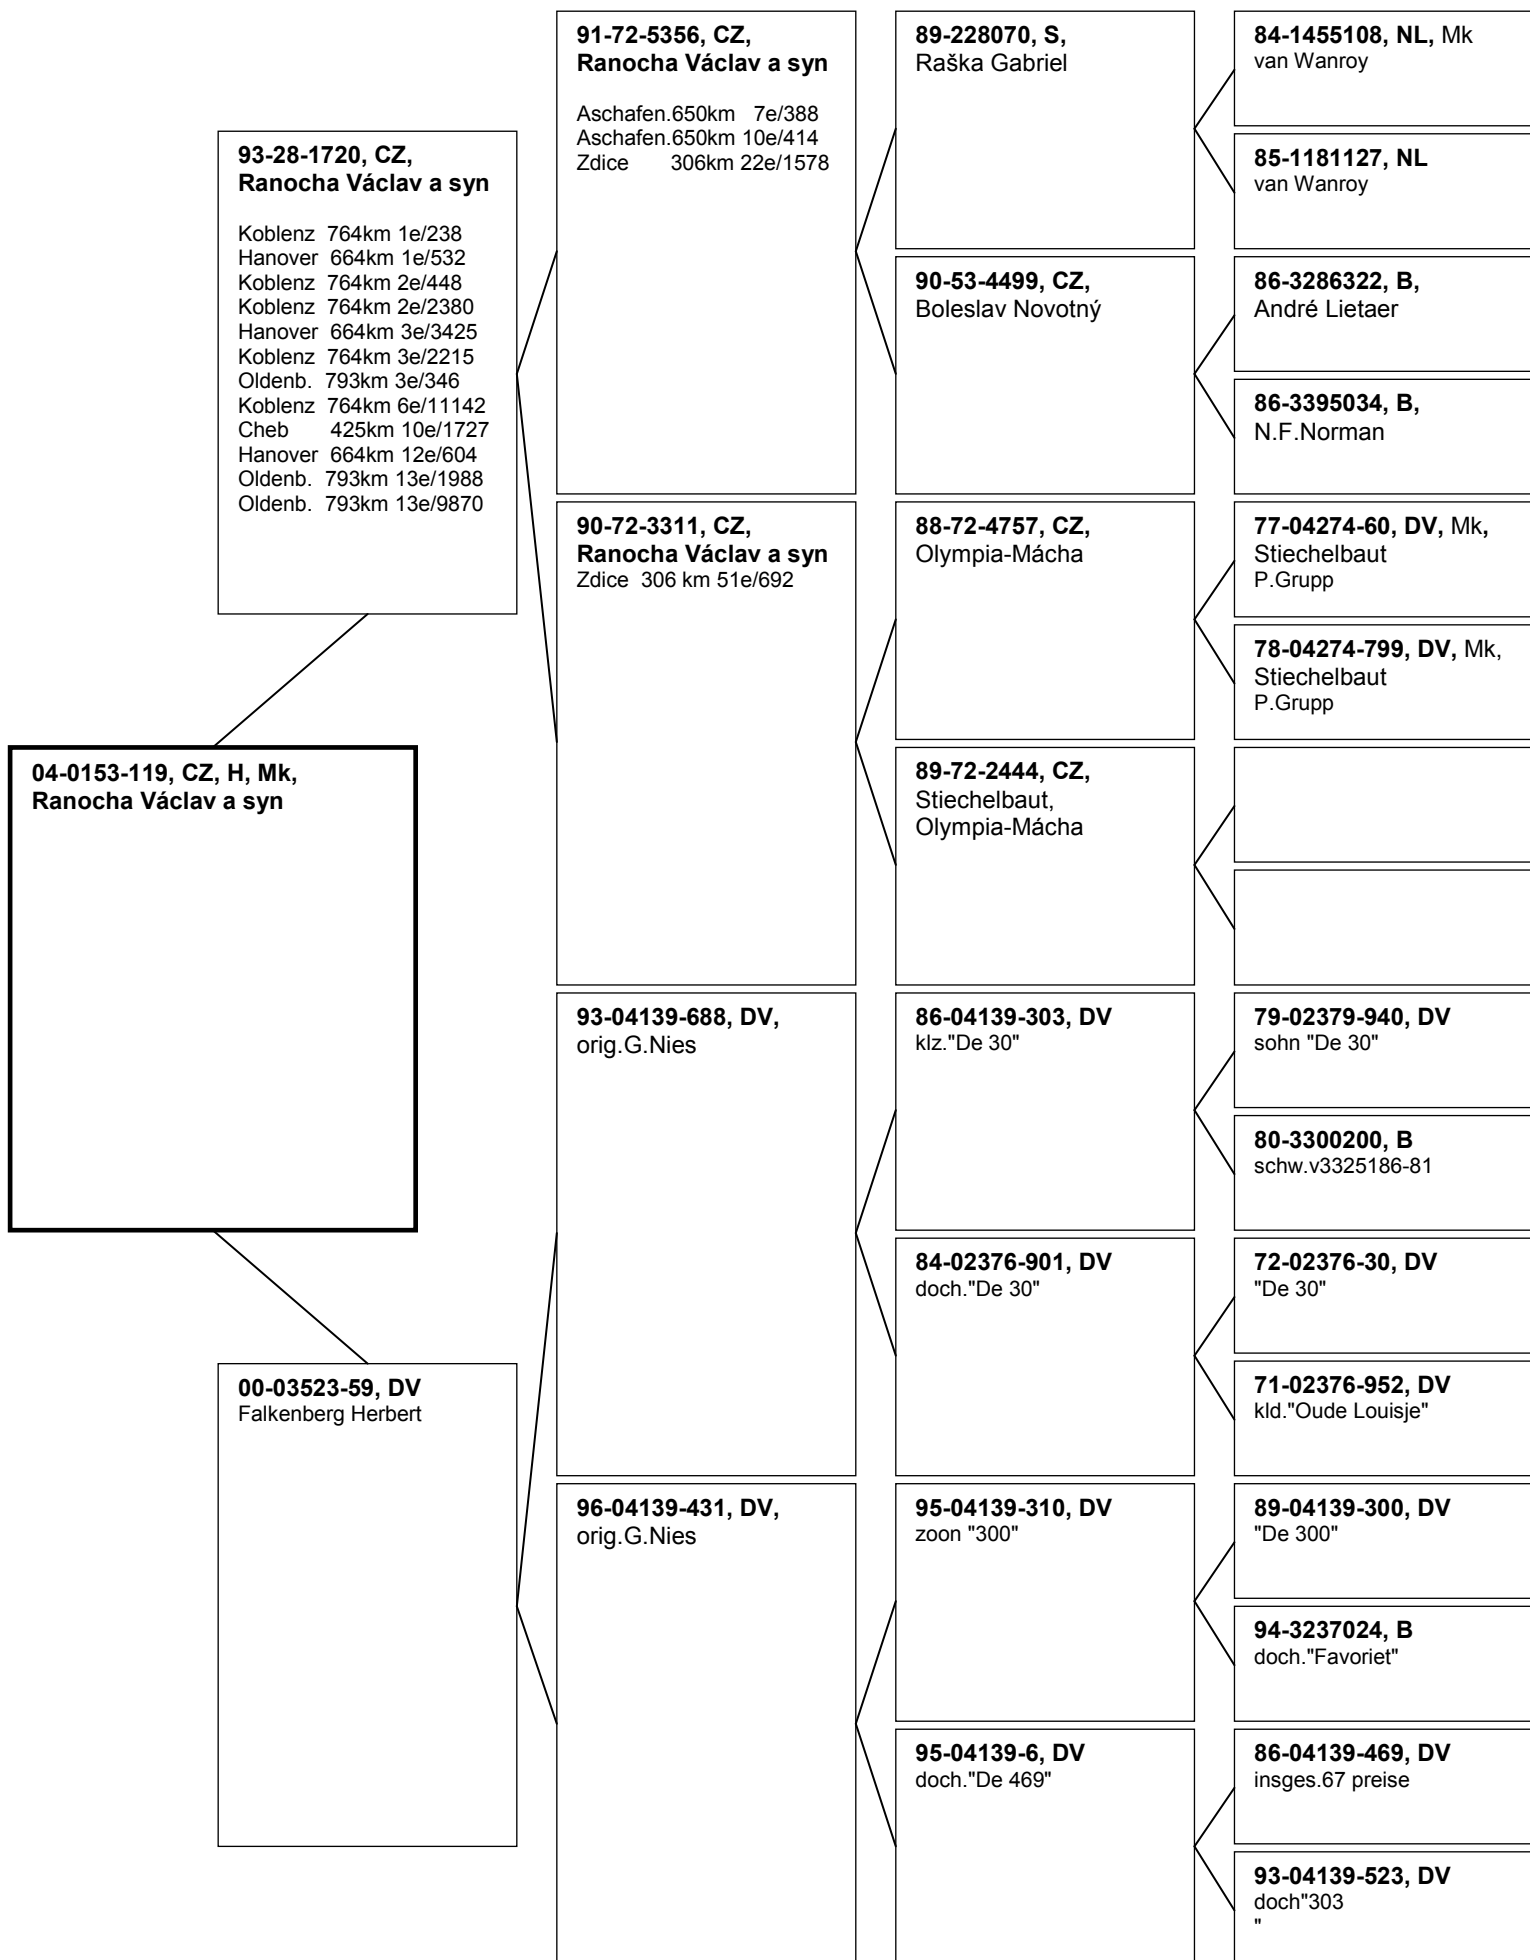 04-0153-119, CZ, H, Mk,
Ranocha Václav a syn
93-28-1720, CZ,
Ranocha Václav a syn
Koblenz 764km 1e/238
Hanover 664km 1e/532
Koblenz 764km 2e/448
Koblenz 764km 2e/2380
Hanover 664km 3e/3425
Koblenz 764km 3e/2215
Oldenb. 793km 3e/346
Koblenz 764km 6e/11142
Cheb 425km 10e/1727
Hanover 664km 12e/604
Oldenb. 793km 13e/1988
Oldenb. 793km 13e/9870
00-03523-59, DV
Falkenberg Herbert
91-72-5356, CZ,
Ranocha Václav a syn
Aschafen.650km 7e/388
Aschafen.650km 10e/414
Zdice 306km 22e/1578
90-72-3311, CZ,
Ranocha Václav a syn
Zdice 306 km 51e/692
93-04139-688, DV,
orig.G.Nies
96-04139-431, DV,
orig.G.Nies
89-228070, S,
Raška Gabriel
90-53-4499, CZ,
Boleslav Novotný
88-72-4757, CZ,
Olympia-Mácha
89-72-2444, CZ,
Stiechelbaut,
Olympia-Mácha
86-04139-303, DV
klz."De 30"
84-02376-901, DV
doch."De 30"
95-04139-310, DV
zoon "300"
95-04139-6, DV
doch."De 469"
84-1455108, NL, Mk
van Wanroy
85-1181127, NL
van Wanroy
86-3286322, B,
André Lietaer
86-3395034, B,
N.F.Norman
77-04274-60, DV, Mk,
Stiechelbaut
P.Grupp
78-04274-799, DV, Mk,
Stiechelbaut
P.Grupp
79-02379-940, DV
sohn "De 30"
80-3300200, B
schw.v3325186-81
72-02376-30, DV
"De 30"
71-02376-952, DV
kld."Oude Louisje"
89-04139-300, DV
"De 300"
94-3237024, B
doch."Favoriet"
86-04139-469, DV
insges.67 preise
93-04139-523, DV
doch"303
"